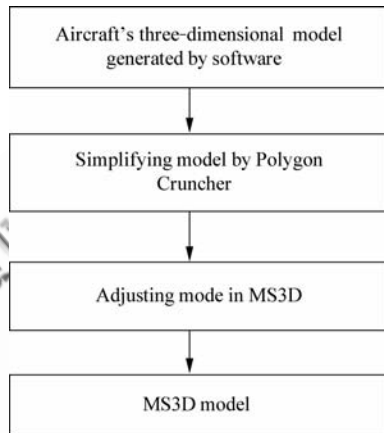 Aircraft's three-dimensional model
generated by software
Simplifying model by Polygon
Cruncher
Adjusting mode in MS3D
MS3D model